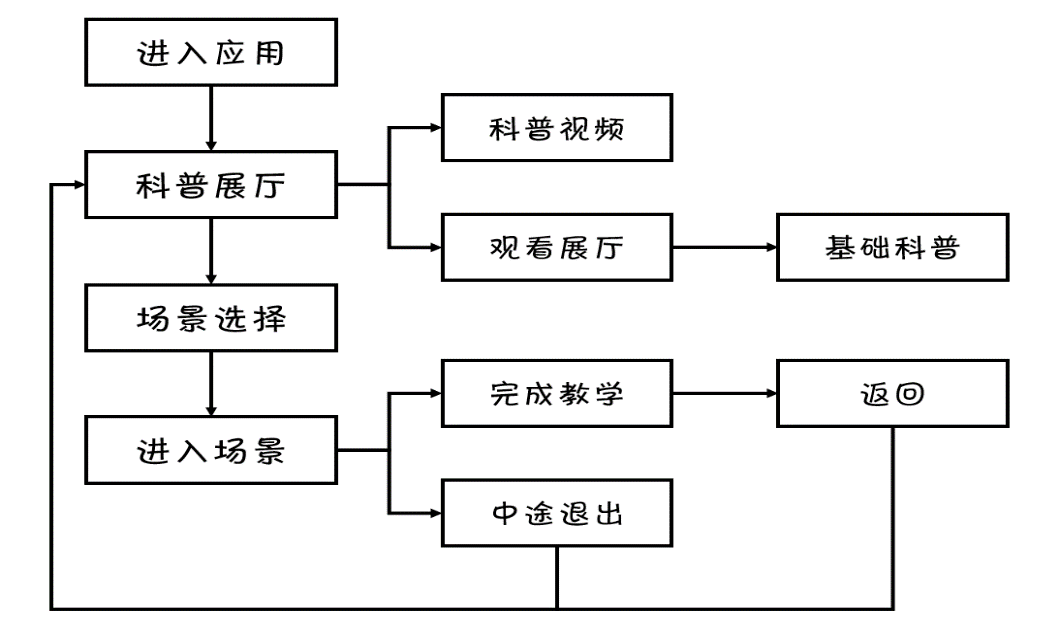 进入应用
科普视频
科普展厅
观看展厅
基础科普
场景选择
完成教学
返回
进入场景
中途退出